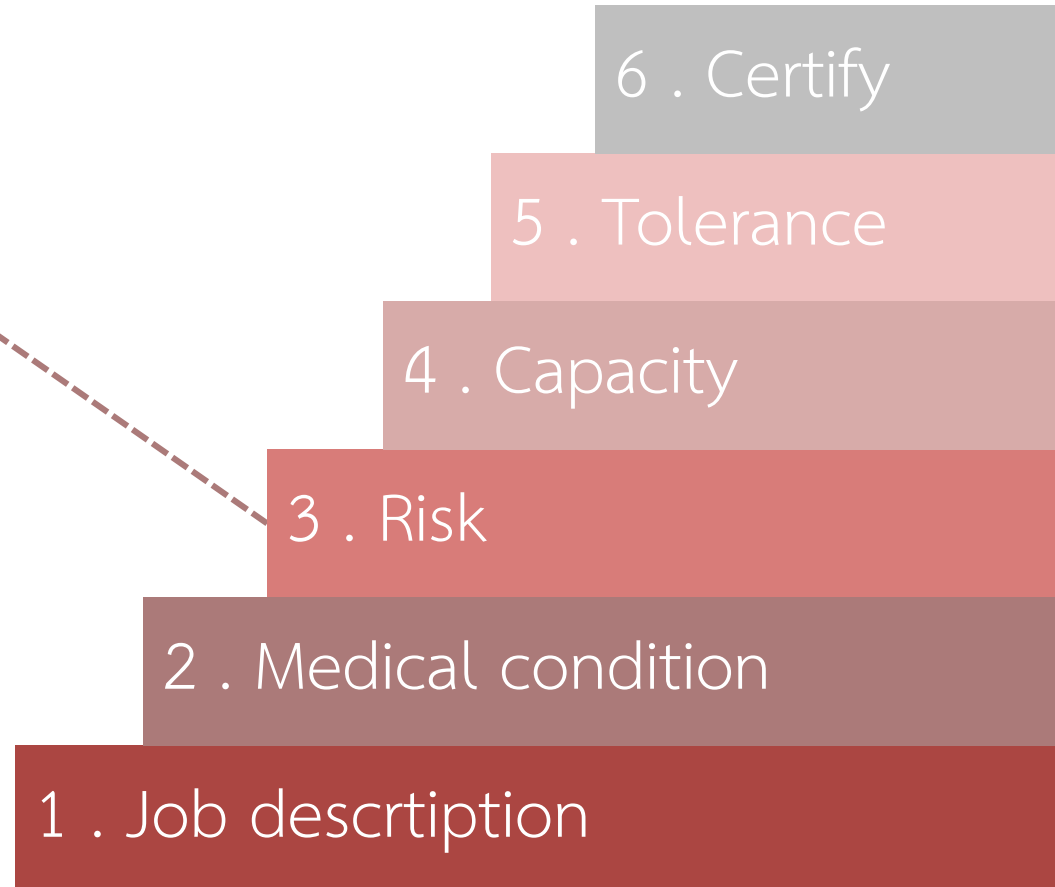 6 . Certify
5 . Tolerance
4 . Capacity
3 . Risk
2 . Medical condition
1 . Job descrtiption